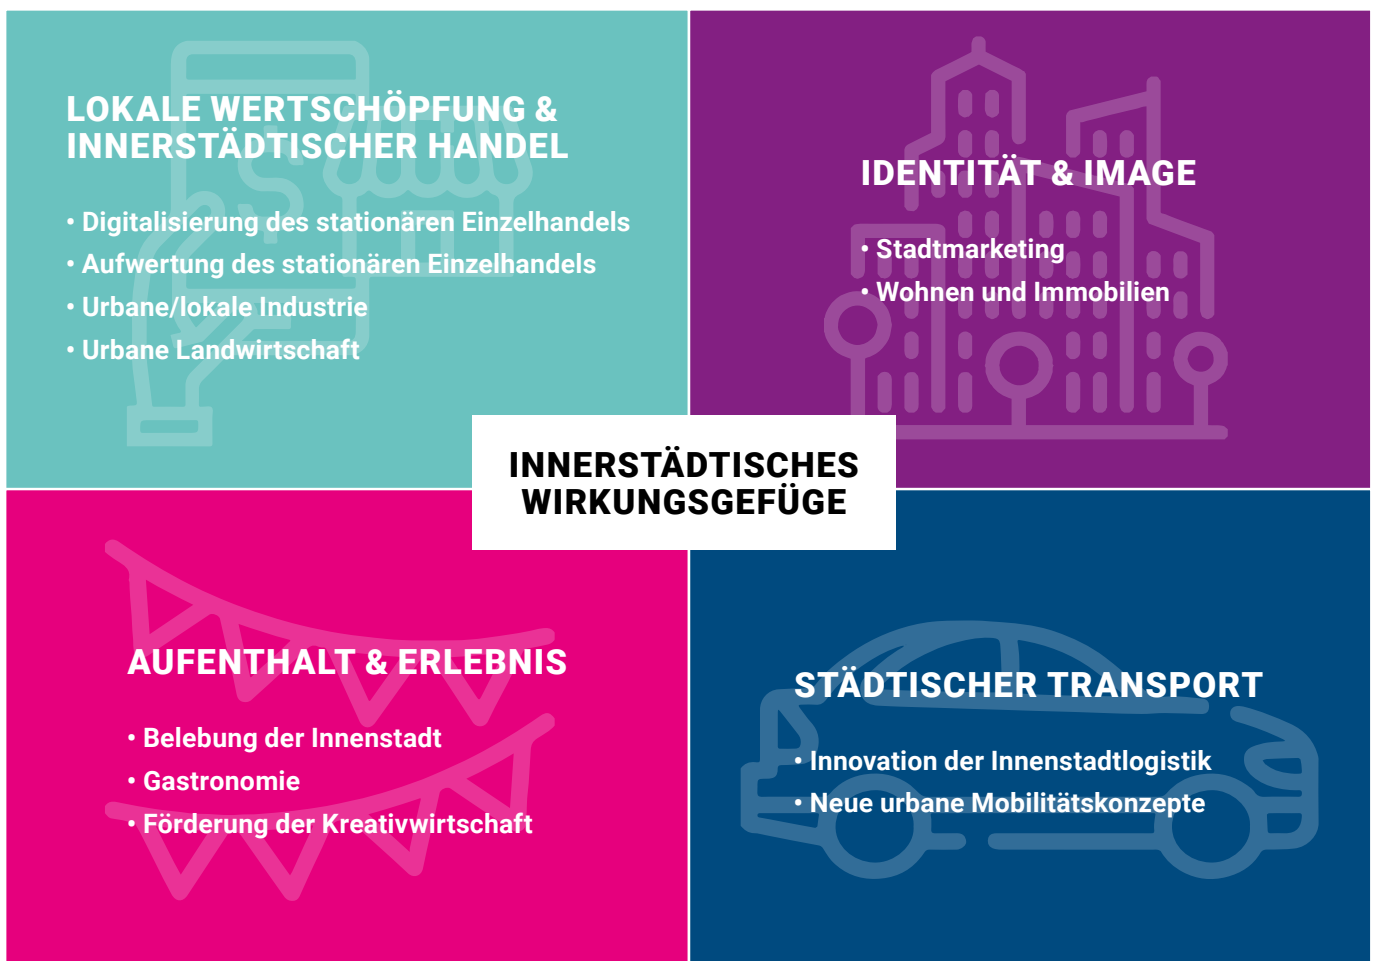 LOKALE WERTSCHÖPFUNG &
INNERSTÄDTISCHER HANDEL
• Digitalisierung des stationären Einzelhandels
• Aufwertung des stationären Einzelhandels
• Urbane/lokale Industrie
• Urbane Landwirtschaft
IDENTITÄT & IMAGE
• Stadtmarketing
• Wohnen und Immobilien
INNERSTÄDTISCHES
WIRKUNGSGEFÜGE
AUFENTHALT & ERLEBNIS
• Belebung der Innenstadt
• Gastronomie
• Förderung der Kreativwirtschaft
STÄDTISCHER TRANSPORT
• Innovation der Innenstadtlogistik
• Neue urbane Mobilitätskonzepte